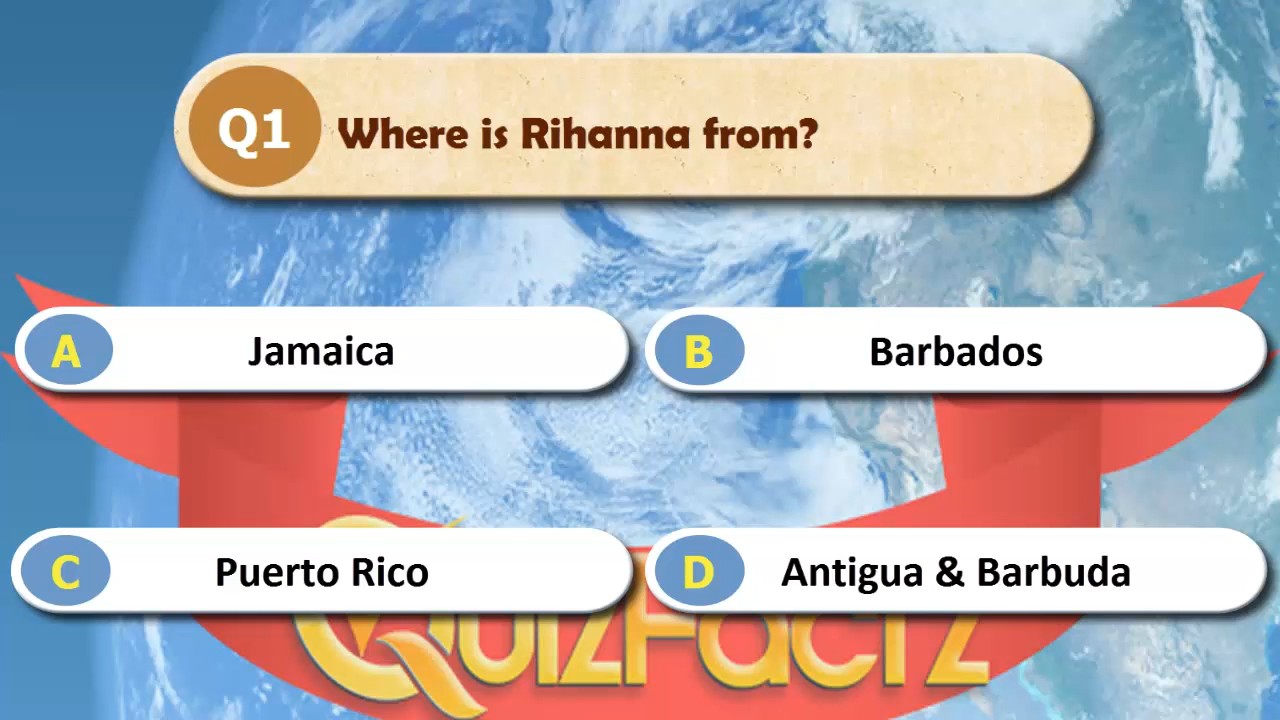 Q1 Where is Rihanna from?
A Jamaica
B Barbados
C Puerto Rico
D Antigua & Barbuda
QUIZFACTZ